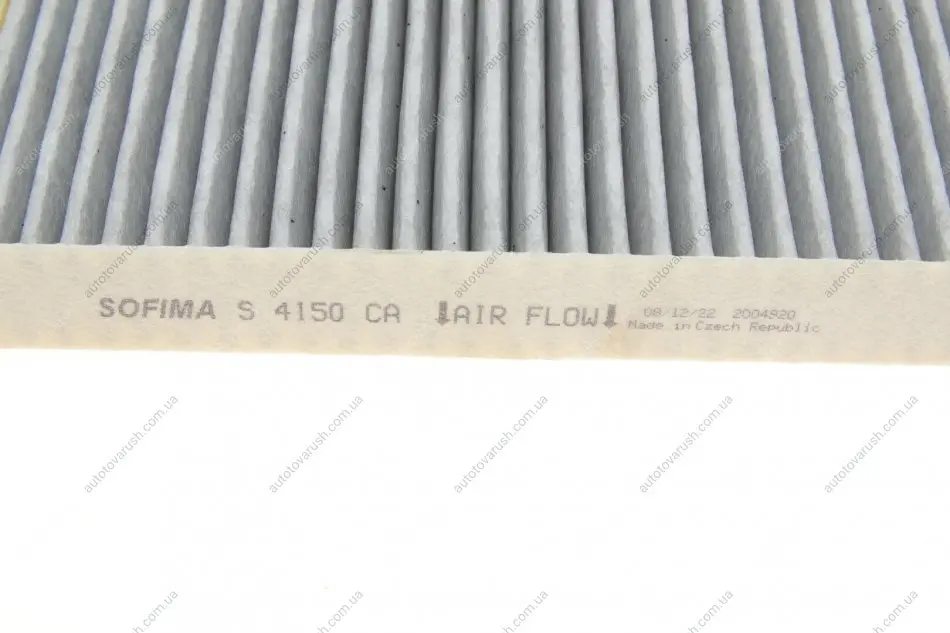 SOFIMA S 4150 CA ↓AIR FLOW↓ 08/12/22 2004920
Made in Czech Republic
autotovarush.com.ua